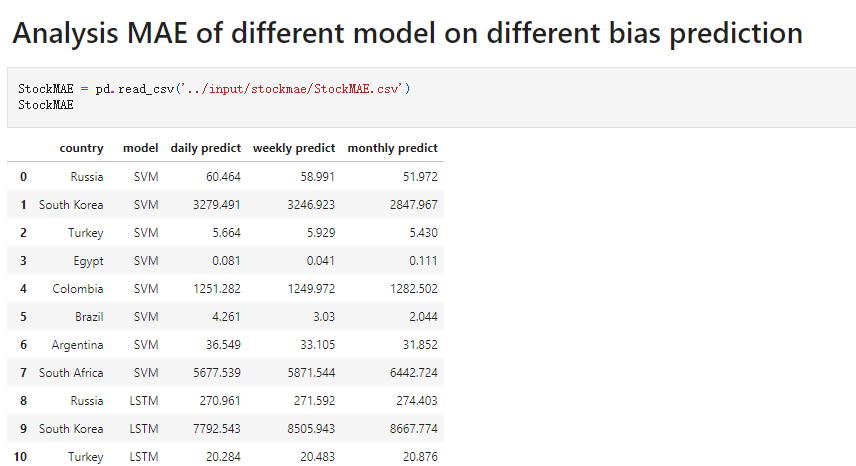 Analysis MAE of different model on different bias prediction
StockMAE = pd.read_csv('../input/stockmae/StockMAE.csv')
StockMAE
country model daily predict weekly predict monthly predict
0 Russia SVM 60.464 58.991 51.972
1 South Korea SVM 3279.491 3246.923 2847.967
2 Turkey SVM 5.664 5.929 5.430
3 Egypt SVM 0.081 0.041 0.111
4 Colombia SVM 1251.282 1249.972 1282.502
5 Brazil SVM 4.261 3.03 2.044
6 Argentina SVM 36.549 33.105 31.852
7 South Africa SVM 5677.539 5871.544 6442.724
8 Russia LSTM 270.961 271.592 274.403
9 South Korea LSTM 7792.543 8505.943 8667.774
10 Turkey LSTM 20.284 20.483 20.876